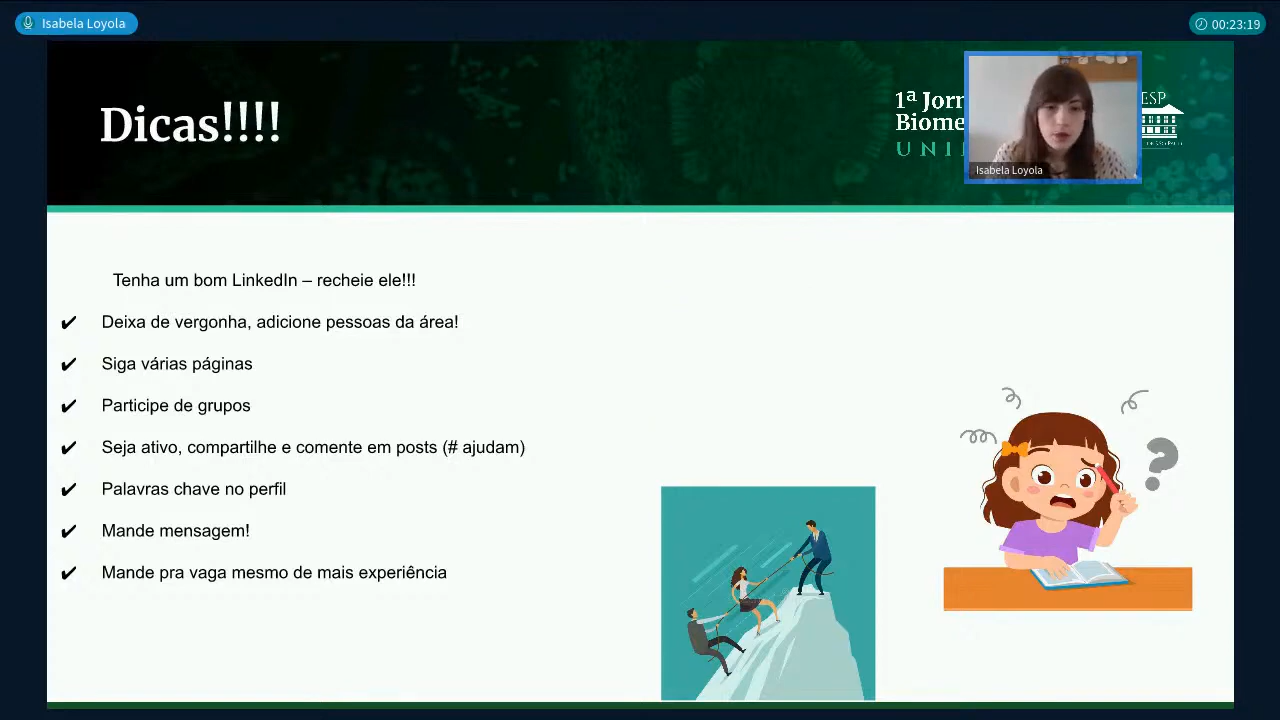 Isabela Loyola
00:23:19
Dicas!!!!
1ª Jorn
Biome
UNI
ESP
Isabela Loyola
Tenha um bom LinkedIn – recheie ele!!!
✔ Deixa de vergonha, adicione pessoas da área!
✔ Siga várias páginas
✔ Participe de grupos
✔ Seja ativo, compartilhe e comente em posts (# ajudam)
✔ Palavras chave no perfil
✔ Mande mensagem!
✔ Mande pra vaga mesmo de mais experiência
?